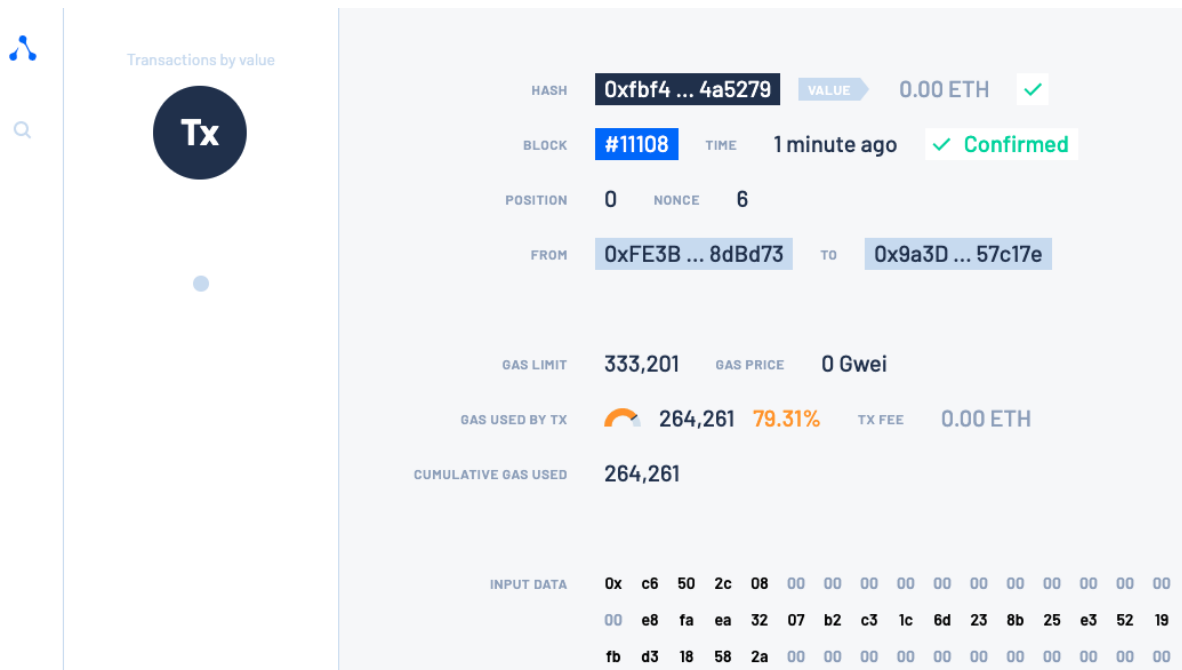 Transactions by value
Tx
HASH 0xfbf4 ... 4a5279 VALUE 0.00 ETH
BLOCK #11108 TIME 1 minute ago Confirmed
POSITION 0 NONCE 6
FROM 0xFE3B ... 8dBd73 TO 0x9a3D ... 57c17e
GAS LIMIT 333,201 GAS PRICE 0 Gwei
GAS USED BY TX 264,261 79.31% TX FEE 0.00 ETH
CUMULATIVE GAS USED 264,261
INPUT DATA 0x c6 50 2c 08 00 00 00 00 00 00 00 00 00 00 00
00 e8 fa ea 32 07 b2 c3 1c 6d 23 8b 25 e3 52 19
fb d3 18 58 2a 00 00 00 00 00 00 00 00 00 00 00